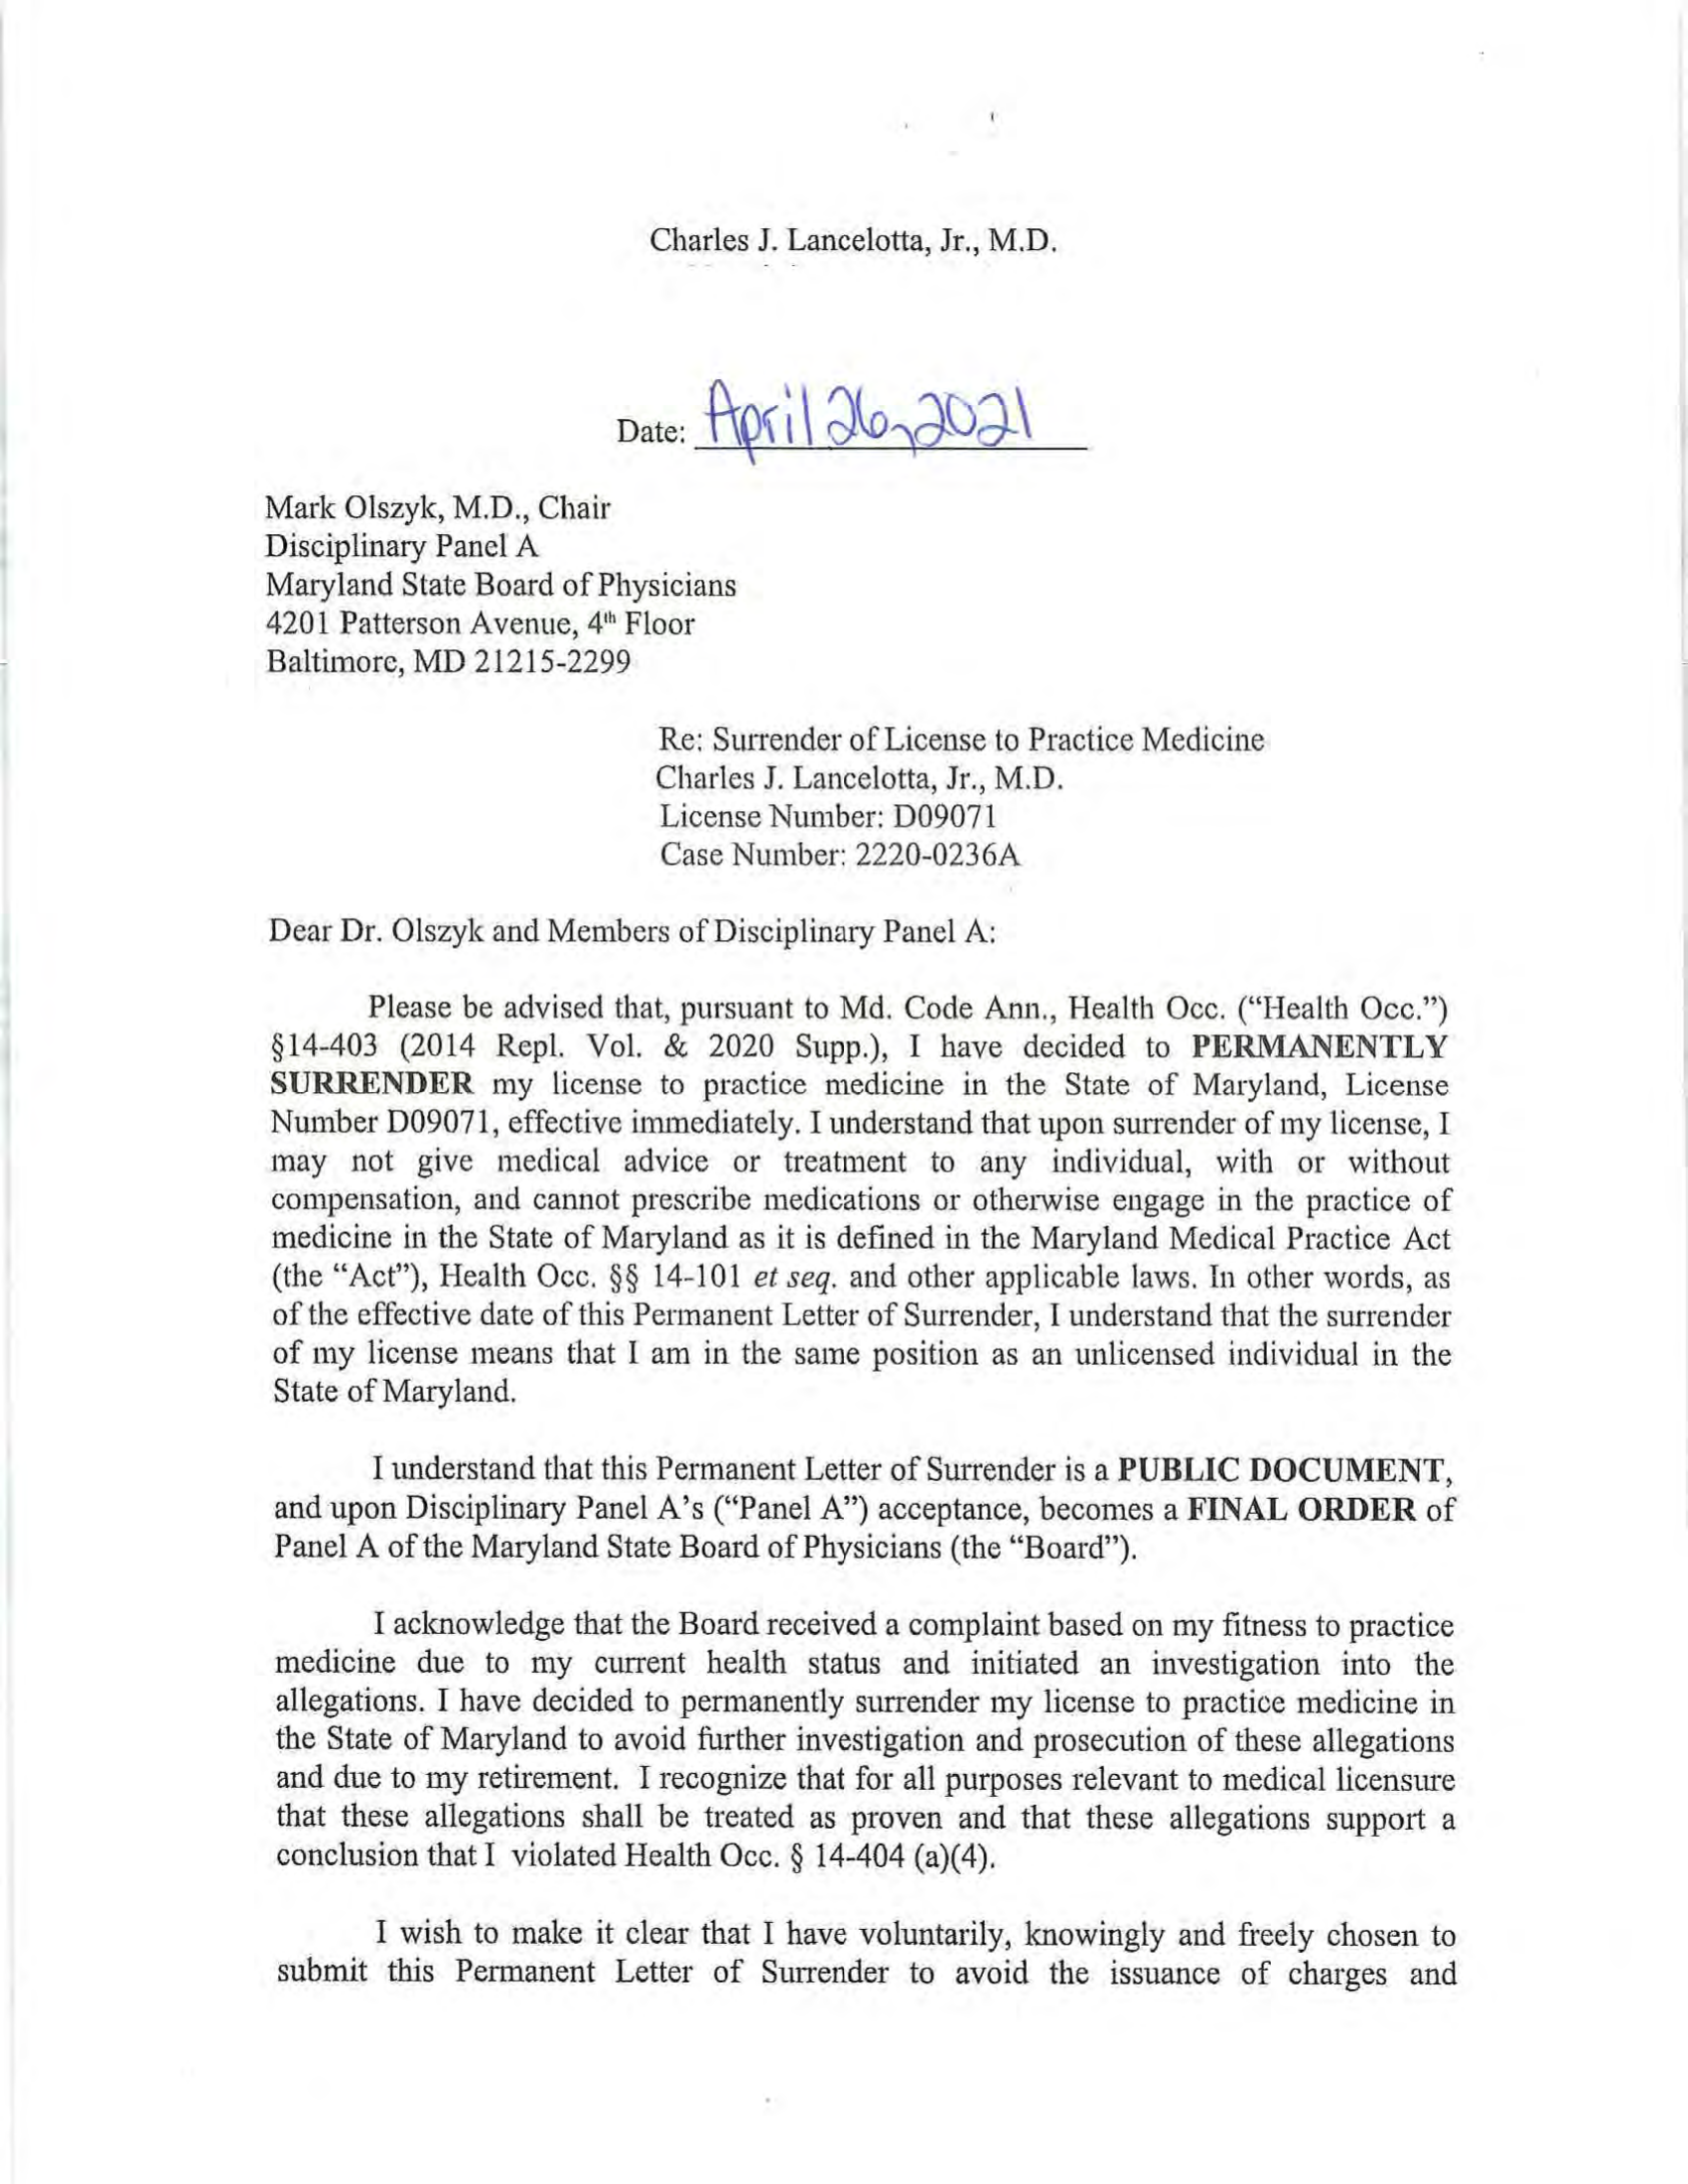 Charles J. Lancelotta, Jr., M.D.
Date: April 26, 2021
Mark Olszyk, M.D., Chair
Disciplinary Panel A
Maryland State Board of Physicians
4201 Patterson Avenue, 4th Floor
Baltimore, MD 21215-2299
Re: Surrender of License to Practice Medicine
Charles J. Lancelotta, Jr., M.D.
License Number: D09071
Case Number: 2220-0236A
Dear Dr. Olszyk and Members of Disciplinary Panel A:
Please be advised that, pursuant to Md. Code Ann., Health Occ. (“Health Occ.”)
§14-403 (2014 Repl. Vol. & 2020 Supp.), I have decided to PERMANENTLY
SURRENDER my license to practice medicine in the State of Maryland, License
Number D09071, effective immediately. I understand that upon surrender of my license, I
may not give medical advice or treatment to any individual, with or without
compensation, and cannot prescribe medications or otherwise engage in the practice of
medicine in the State of Maryland as it is defined in the Maryland Medical Practice Act
(the “Act”), Health Occ. §§ 14-101 et seq. and other applicable laws. In other words, as
of the effective date of this Permanent Letter of Surrender, I understand that the surrender
of my license means that I am in the same position as an unlicensed individual in the
State of Maryland.
I understand that this Permanent Letter of Surrender is a PUBLIC DOCUMENT,
and upon Disciplinary Panel A’s (“Panel A”) acceptance, becomes a FINAL ORDER of
Panel A of the Maryland State Board of Physicians (the “Board”).
I acknowledge that the Board received a complaint based on my fitness to practice
medicine due to my current health status and initiated an investigation into the
allegations. I have decided to permanently surrender my license to practice medicine in
the State of Maryland to avoid further investigation and prosecution of these allegations
and due to my retirement. I recognize that for all purposes relevant to medical licensure
that these allegations shall be treated as proven and that these allegations support a
conclusion that I violated Health Occ. § 14-404 (a)(4).
I wish to make it clear that I have voluntarily, knowingly and freely chosen to
submit this Permanent Letter of Surrender to avoid the issuance of charges and